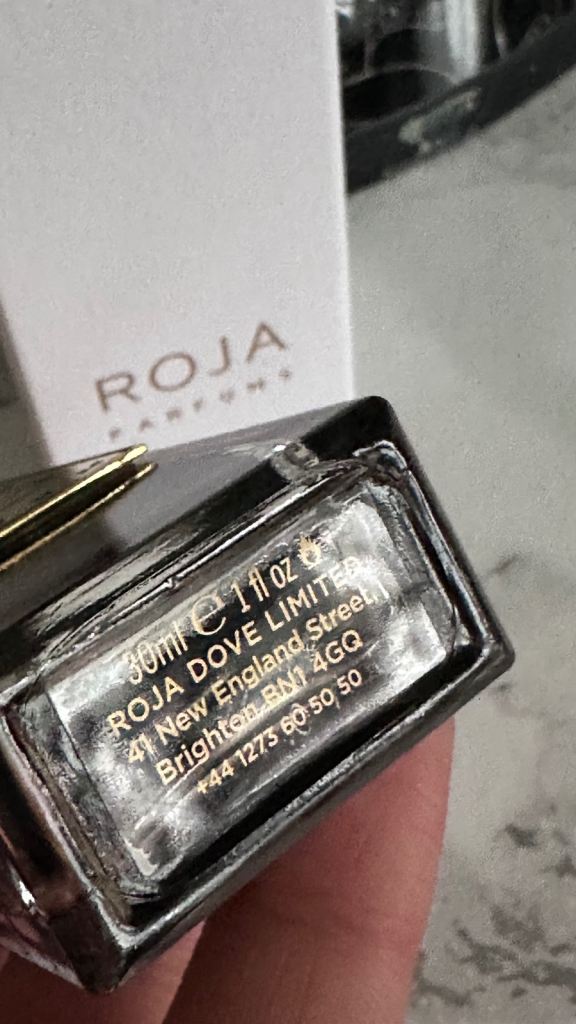 ROJA
PARFUMS
30ml ℮ 1 fl oz
ROJA DOVE LIMITED
41 New England Street,
Brighton BN1 4GQ
+44 1273 60 50 50